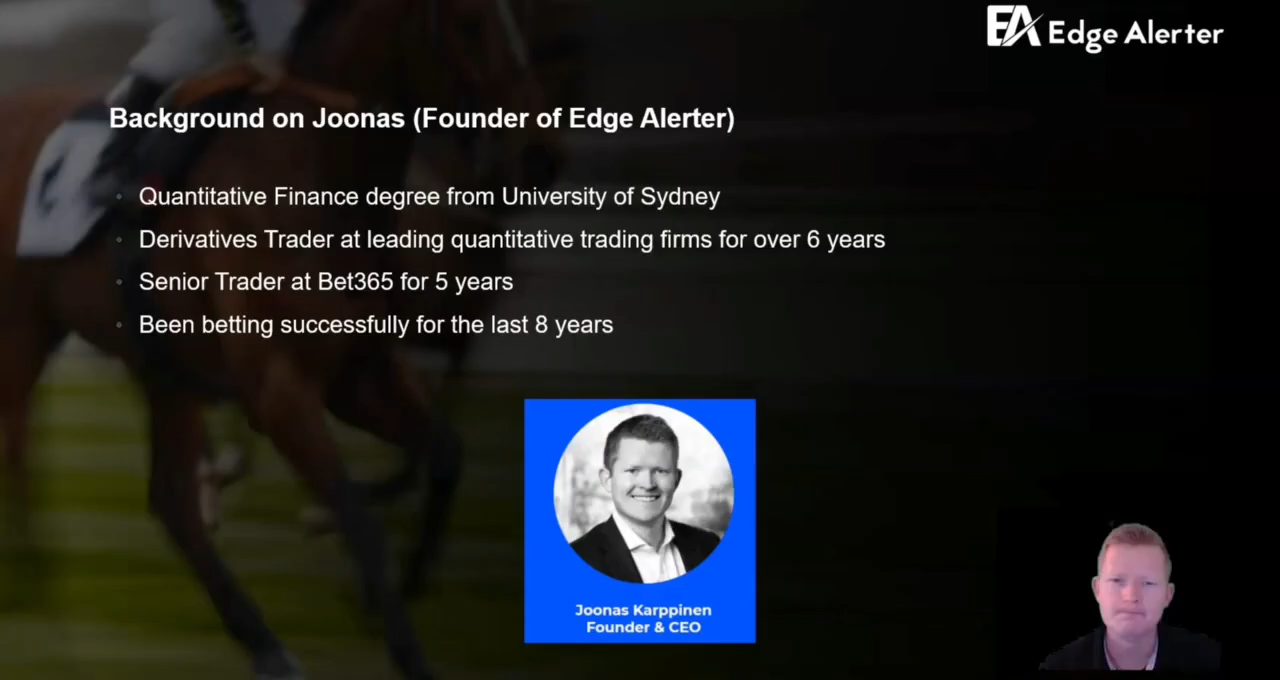 EA Edge Alerter
Background on Joonas (Founder of Edge Alerter)
Quantitative Finance degree from University of Sydney
Derivatives Trader at leading quantitative trading firms for over 6 years
Senior Trader at Bet365 for 5 years
Been betting successfully for the last 8 years
Joonas Karppinen
Founder & CEO